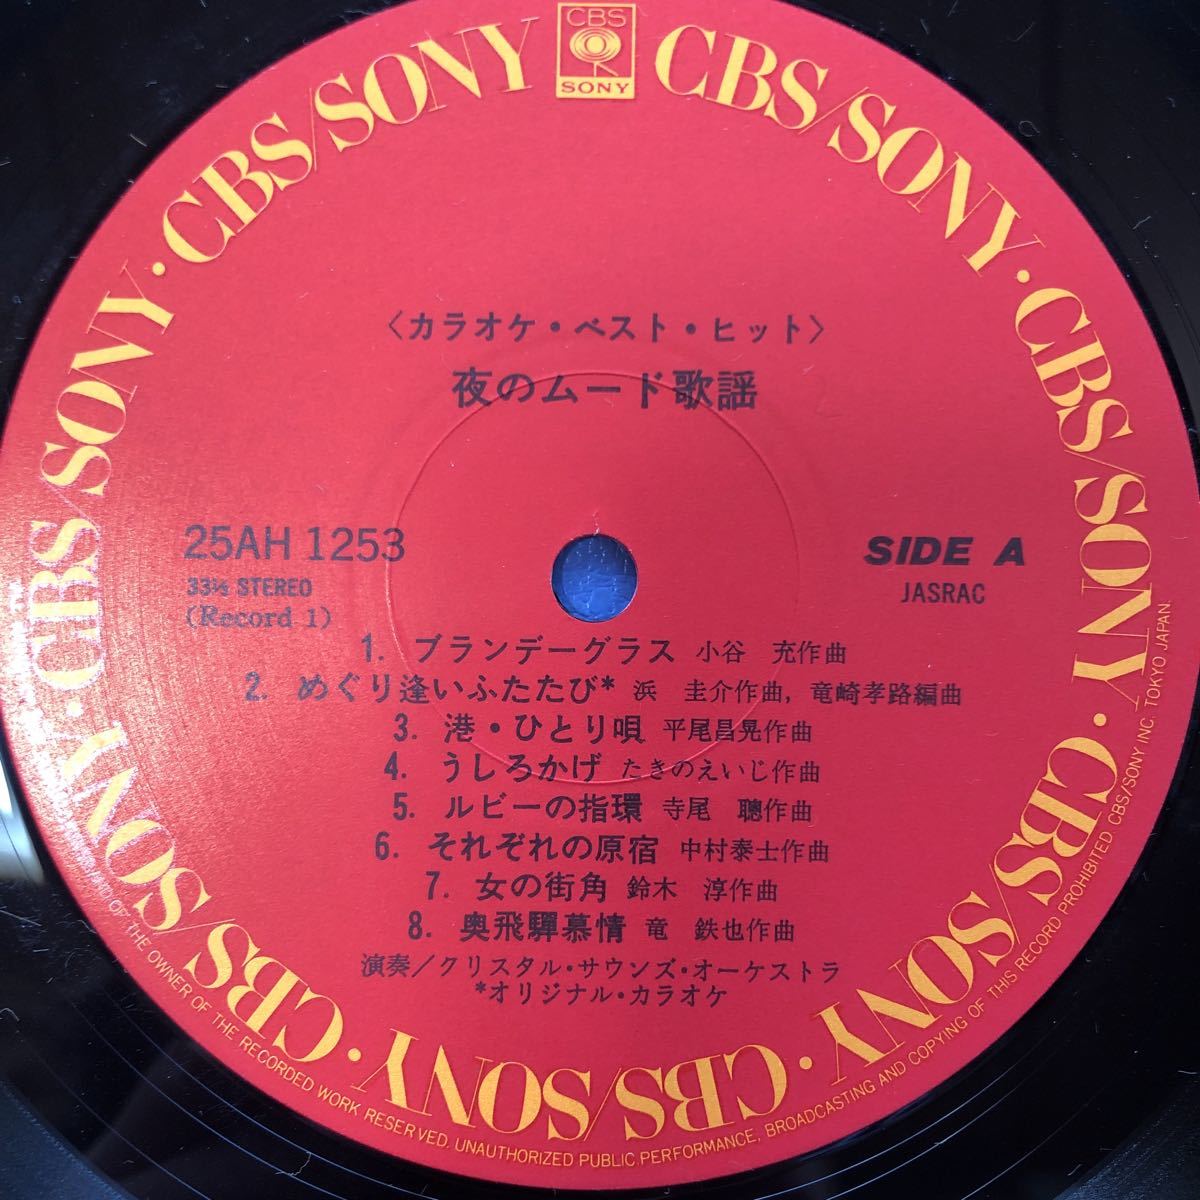 CBS
SONY
CBS/SONY · CBS/SONY · CBS/SONY · CBS/SONY · CBS/SONY · CBS/SONY · CBS/SONY · CBS/SONY · CBS/SONY
〈カラオケ・ベスト・ヒット〉
夜のムード歌謡
25AH 1253
33⅓ STEREO
(Record 1)
SIDE A
JASRAC
1. ブランデーグラス 小谷 充作曲
2. めぐり逢いふたたび* 浜 圭介作曲, 竜崎孝路編曲
3. 港・ひとり唄 平尾昌晃作曲
4. うしろかげ たきのえいじ作曲
5. ルビーの指環 寺尾 聰作曲
6. それぞれの原宿 中村泰士作曲
7. 女の街角 鈴木 淳作曲
8. 奥飛驒慕情 竜 鉄也作曲
演奏/クリスタル・サウンズ・オーケストラ
*オリジナル・カラオケ
AND OF THE OWNER OF THE RECORDED WORK RESERVED. UNAUTHORIZED PUBLIC PERFORMANCE, BROADCASTING AND COPYING OF THIS RECORD PROHIBITED CBS/SONY INC. TOKYO JAPAN.